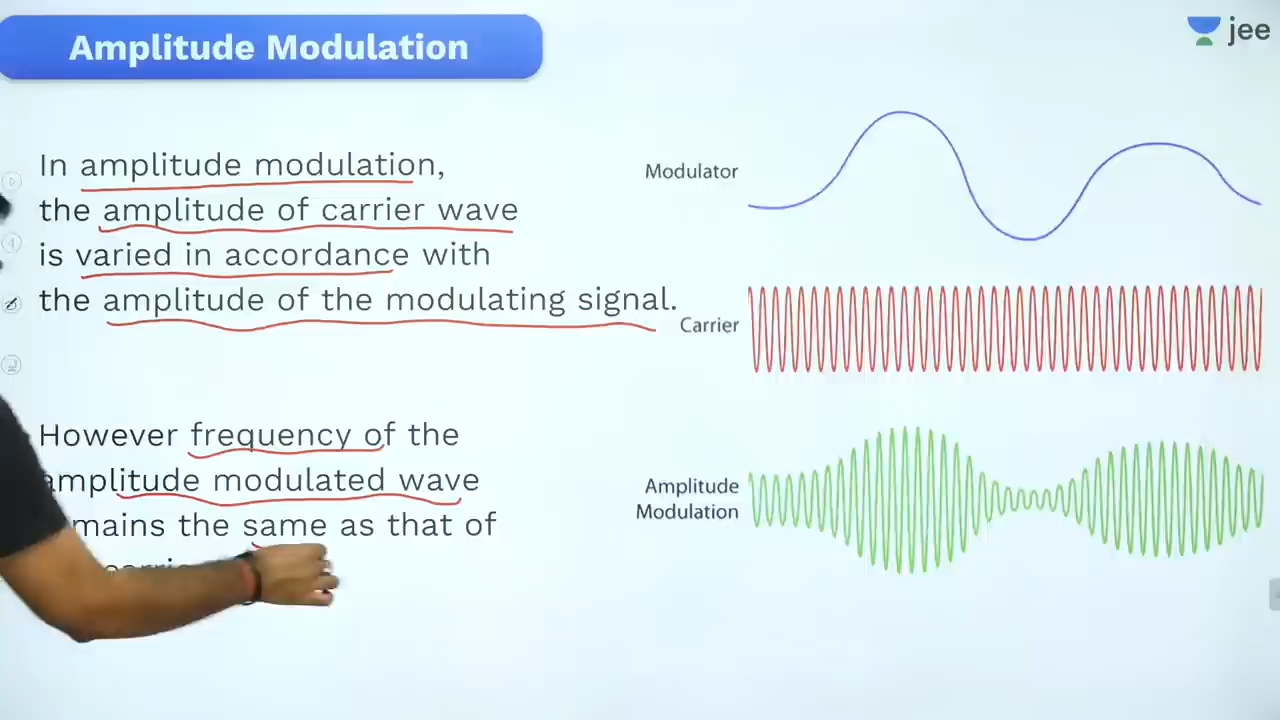 Amplitude Modulation
jee
In amplitude modulation,
the amplitude of carrier wave
is varied in accordance with
the amplitude of the modulating signal.
However frequency of the
amplitude modulated wave
mains the same as that of
Modulator
Carrier
Amplitude
Modulation